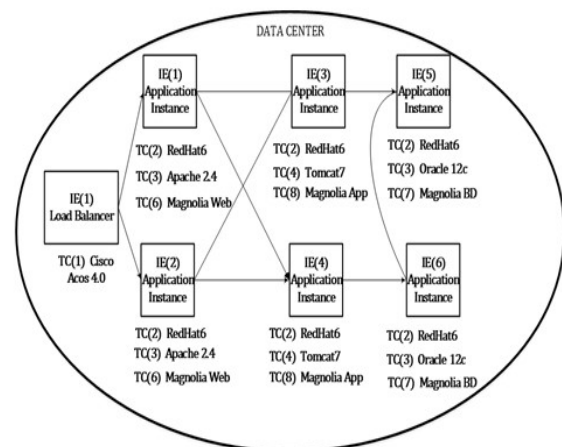 DATA CENTER
IE(1)
Application
Instance
TC(2) RedHat6
TC(3) Apache 2.4
TC(6) Magnolia Web
IE(3)
Application
Instance
TC(2) RedHat6
TC(4) Tomcat7
TC(8) Magnolia App
IE(5)
Application
Instance
TC(2) RedHat6
TC(3) Oracle 12c
TC(7) Magnolia BD
IE(1)
Load Balancer
TC(1) Cisco
Acos 4.0
IE(2)
Application
Instance
TC(2) RedHat6
TC(3) Apache 2.4
TC(6) Magnolia Web
IE(4)
Application
Instance
TC(2) RedHat6
TC(4) Tomcat7
TC(8) Magnolia App
IE(6)
Application
Instance
TC(2) RedHat6
TC(3) Oracle 12c
TC(7) Magnolia BD